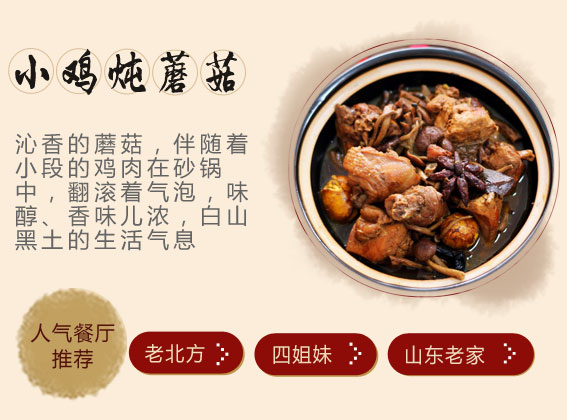 小鸡炖蘑菇
沁香的蘑菇，伴随着
小段的鸡肉在砂锅
中，翻滚着气泡，味
醇、香味儿浓，白山
黑土的生活气息
人气餐厅
推荐
老北方
四姐妹
山东老家